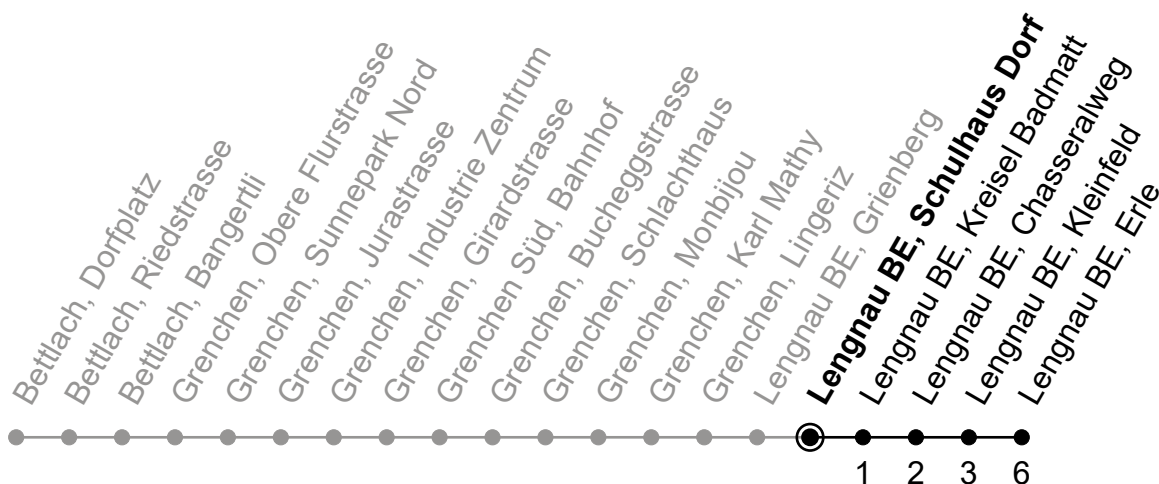 Bettlach, Dorfplatz
Bettlach, Riedstrasse
Bettlach, Bangertli
Grenchen, Obere Flurstrasse
Grenchen, Sunnepark Nord
Grenchen, Jurastrasse
Grenchen, Industrie Zentrum
Grenchen, Girardstrasse
Grenchen Süd, Bahnhof
Grenchen, Bucheggstrasse
Grenchen, Schlachthaus
Grenchen, Monbijou
Grenchen, Karl Mathy
Grenchen, Lingeriz
Lengnau BE, Grienberg
Lengnau BE, Schulhaus Dorf
Lengnau BE, Kreisel Badmatt
Lengnau BE, Chasseralweg
Lengnau BE, Kleinfeld
Lengnau BE, Erle
1 2 3 6